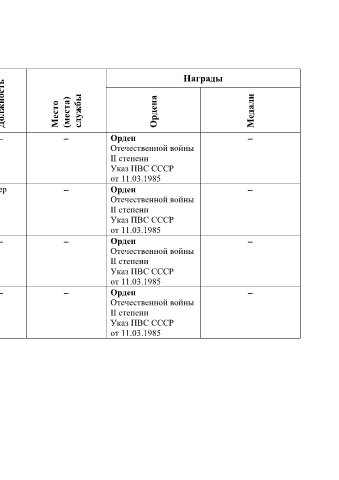 Должность
Место
(места)
службы
Награды
Ордена
Медали
–
–
Орден
Отечественной войны
II степени
Указ ПВС СССР
от 11.03.1985
–
ер
–
Орден
Отечественной войны
II степени
Указ ПВС СССР
от 11.03.1985
–
–
–
Орден
Отечественной войны
II степени
Указ ПВС СССР
от 11.03.1985
–
–
–
Орден
Отечественной войны
II степени
Указ ПВС СССР
от 11.03.1985
–